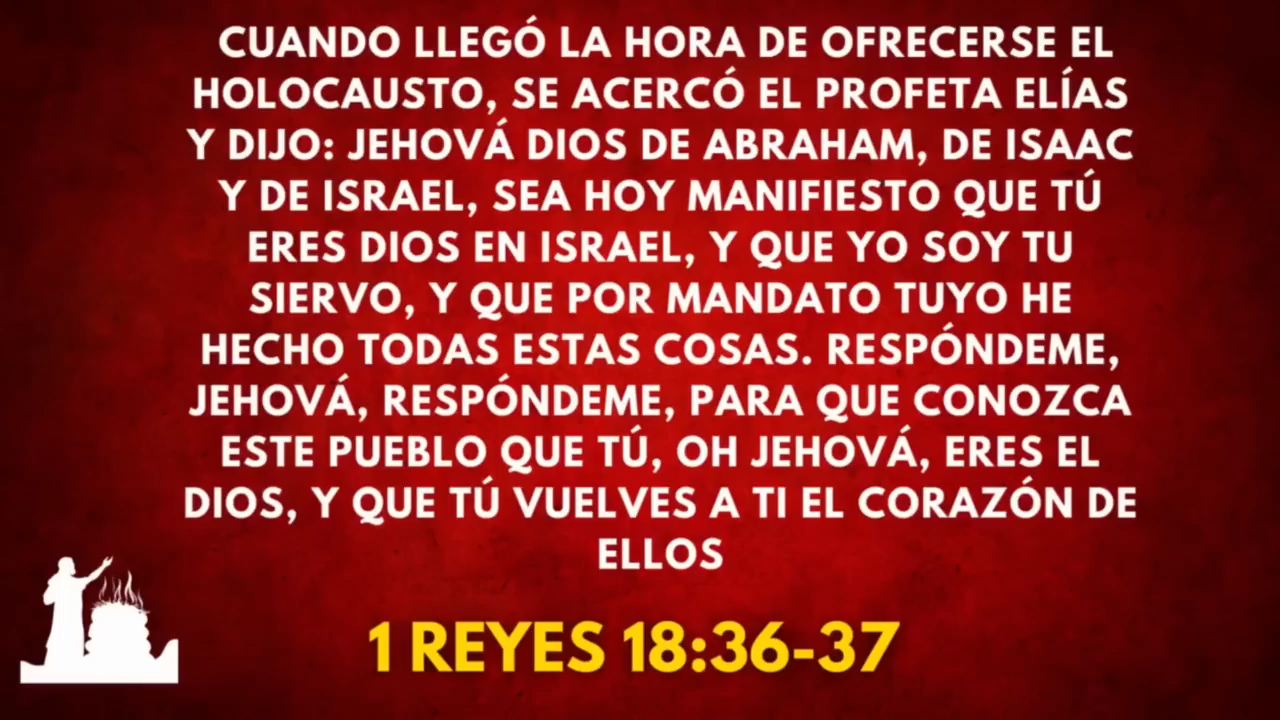 CUANDO LLEGÓ LA HORA DE OFRECERSE EL
HOLOCAUSTO, SE ACERCÓ EL PROFETA ELÍAS
Y DIJO: JEHOVÁ DIOS DE ABRAHAM, DE ISAAC
Y DE ISRAEL, SEA HOY MANIFIESTO QUE TÚ
ERES DIOS EN ISRAEL, Y QUE YO SOY TU
SIERVO, Y QUE POR MANDATO TUYO HE
HECHO TODAS ESTAS COSAS. RESPÓNDEME,
JEHOVÁ, RESPÓNDEME, PARA QUE CONOZCA
ESTE PUEBLO QUE TÚ, OH JEHOVÁ, ERES EL
DIOS, Y QUE TÚ VUELVES A TI EL CORAZÓN DE
ELLOS
1 REYES 18:36-37